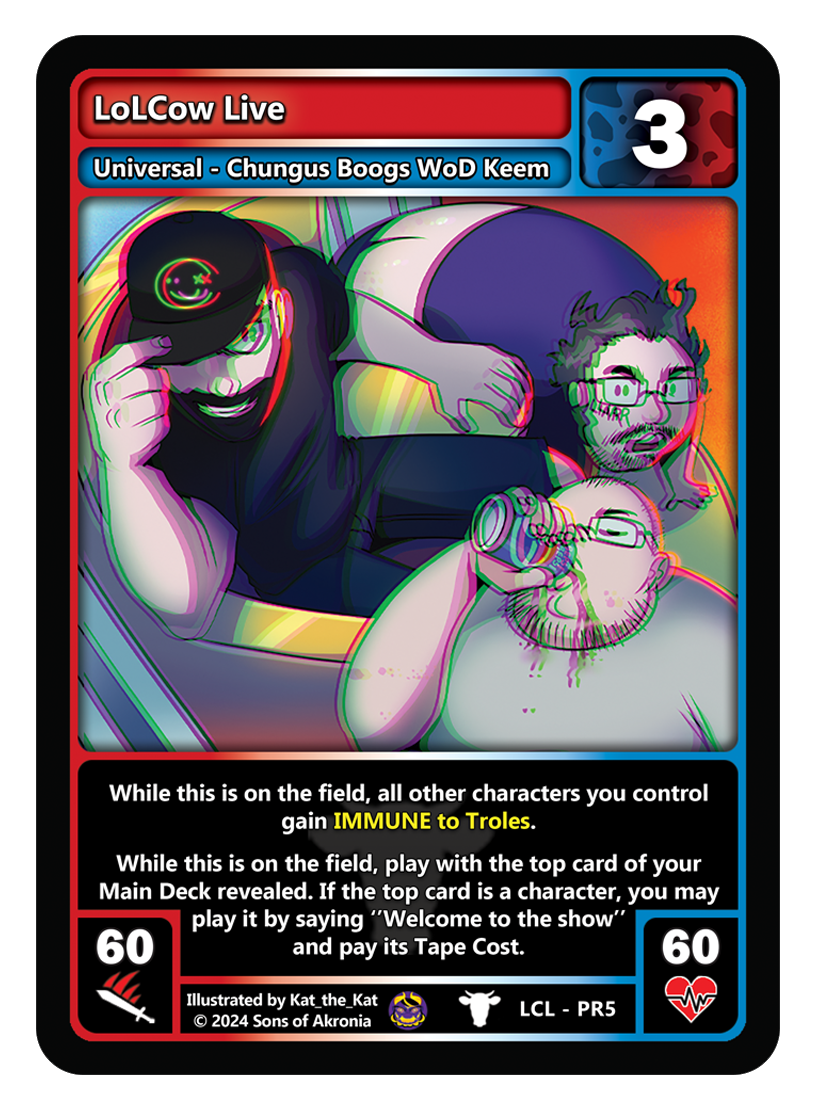 LoLCow Live
3
Universal - Chungus Boogs WoD Keem
LIARR
While this is on the field, all other characters you control
gain IMMUNE to Troles.
While this is on the field, play with the top card of your
Main Deck revealed. If the top card is a character, you may
play it by saying ‘‘Welcome to the show’’
and pay its Tape Cost.
60
60
Illustrated by Kat_the_Kat
© 2024 Sons of Akronia
LCL - PR5